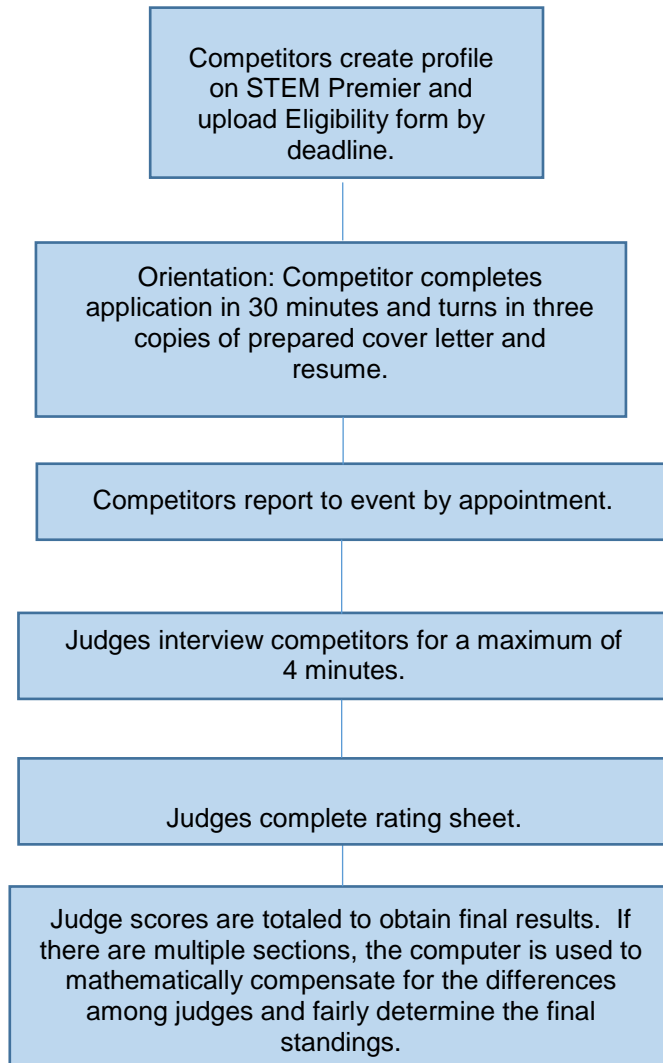 Competitors create profile
on STEM Premier and
upload Eligibility form by
deadline.
Orientation: Competitor completes
application in 30 minutes and turns in three
copies of prepared cover letter and
resume.
Competitors report to event by appointment.
Judges interview competitors for a maximum of
4 minutes.
Judges complete rating sheet.
Judge scores are totaled to obtain final results.  If
there are multiple sections, the computer is used to
mathematically compensate for the differences
among judges and fairly determine the final
standings.